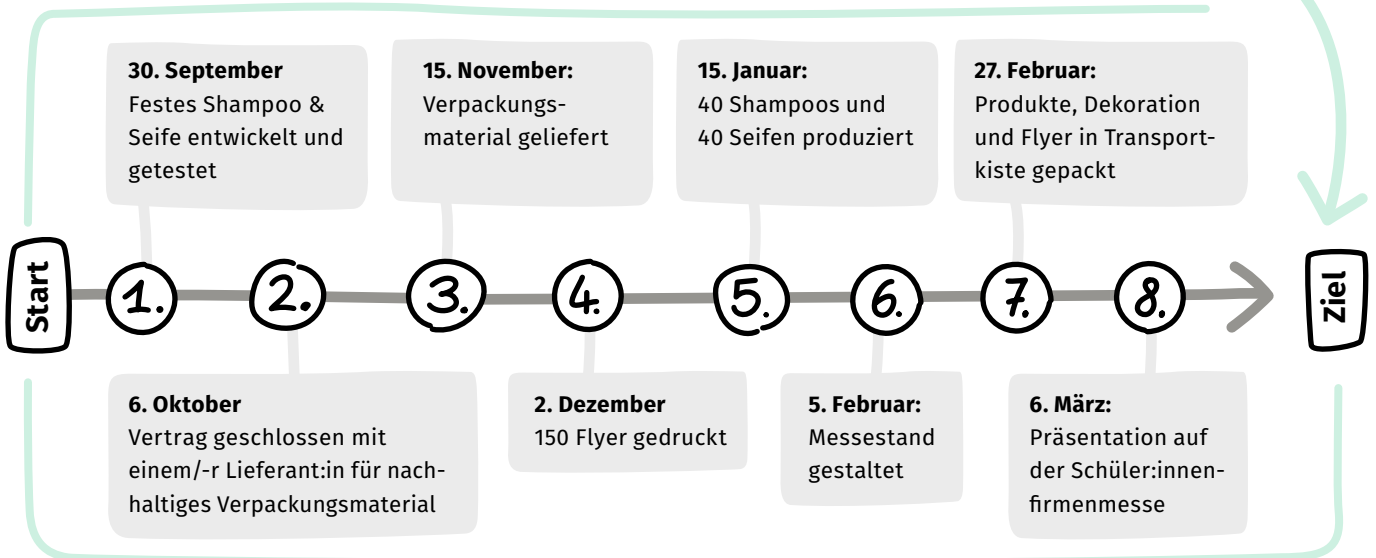 30. September
Festes Shampoo &
Seife entwickelt und
getestet
15. November:
Verpackungs-
material geliefert
15. Januar:
40 Shampoos und
40 Seifen produziert
27. Februar:
Produkte, Dekoration
und Flyer in Transport-
kiste gepackt
Start
1.
2.
3.
4.
5.
6.
7.
8.
Ziel
6. Oktober
Vertrag geschlossen mit
einem/-r Lieferant:in für nach-
haltiges Verpackungsmaterial
2. Dezember
150 Flyer gedruckt
5. Februar:
Messestand
gestaltet
6. März:
Präsentation auf
der Schüler:innen-
firmenmesse